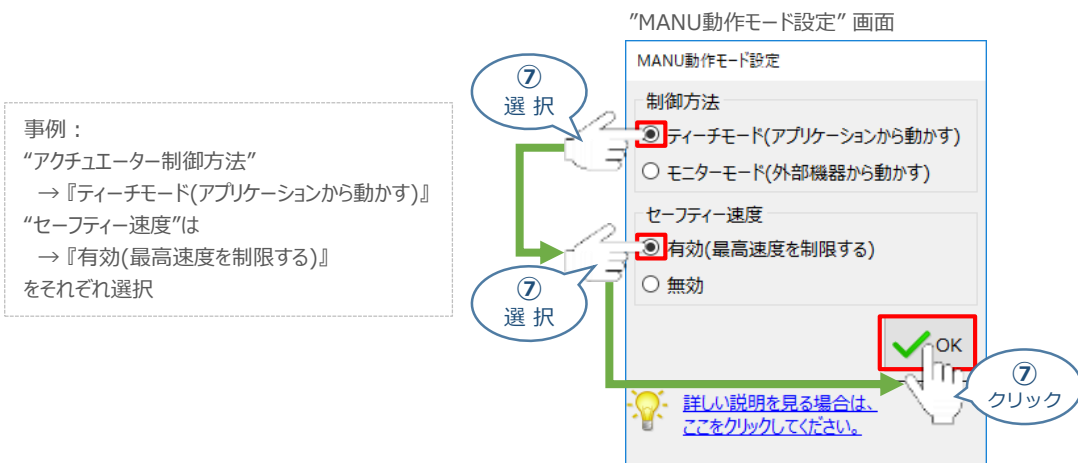 ”MANU動作モード設定” 画面
MANU動作モード設定
⑦
選 択
制御方法
ティーチモード(アプリケーションから動かす)
モニターモード(外部機器から動かす)
事例：
“アクチュエーター制御方法”
→『ティーチモード(アプリケーションから動かす)』
“セーフティー速度”は
→『有効(最高速度を制限する)』
をそれぞれ選択
セーフティー速度
有効(最高速度を制限する)
無効
⑦
選 択
OK
⑦
クリック
詳しい説明を見る場合は、
ここをクリックしてください。